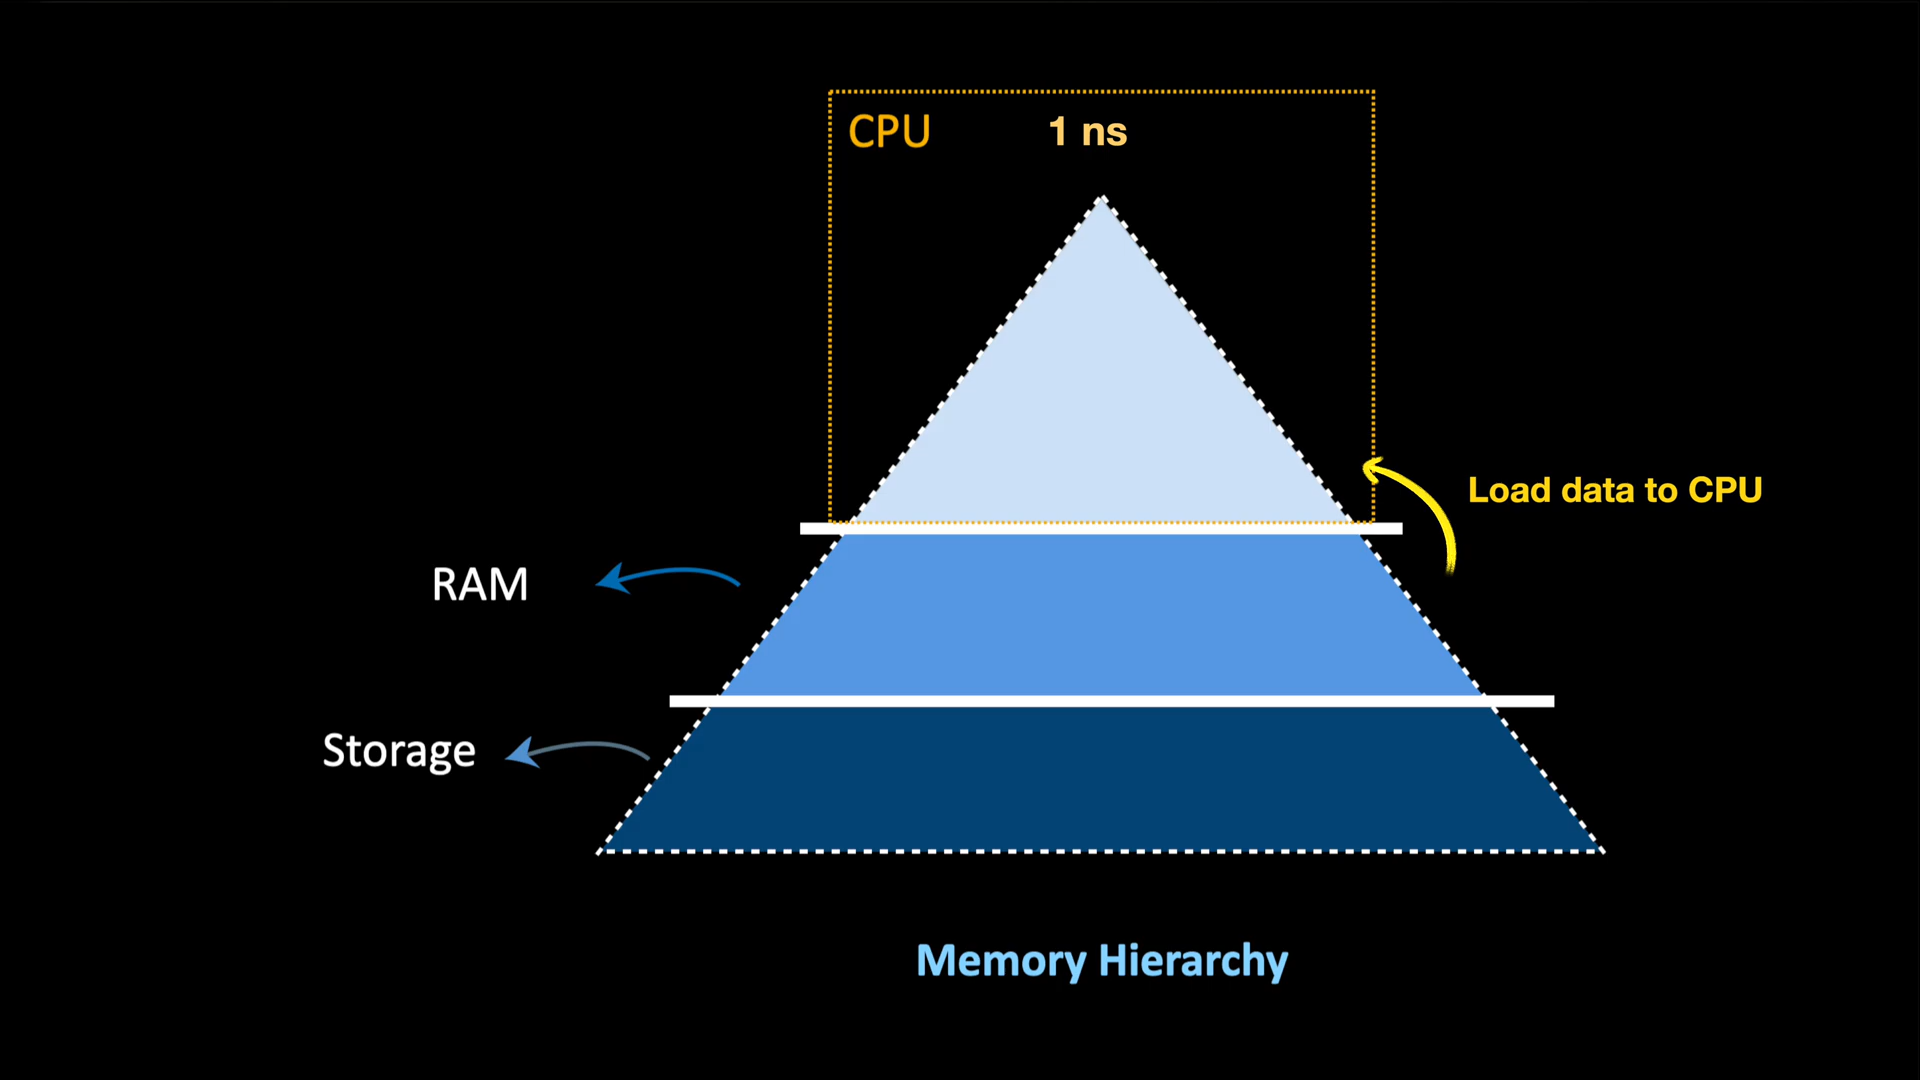 CPU
1 ns
Load data to CPU
RAM
Storage
Memory Hierarchy